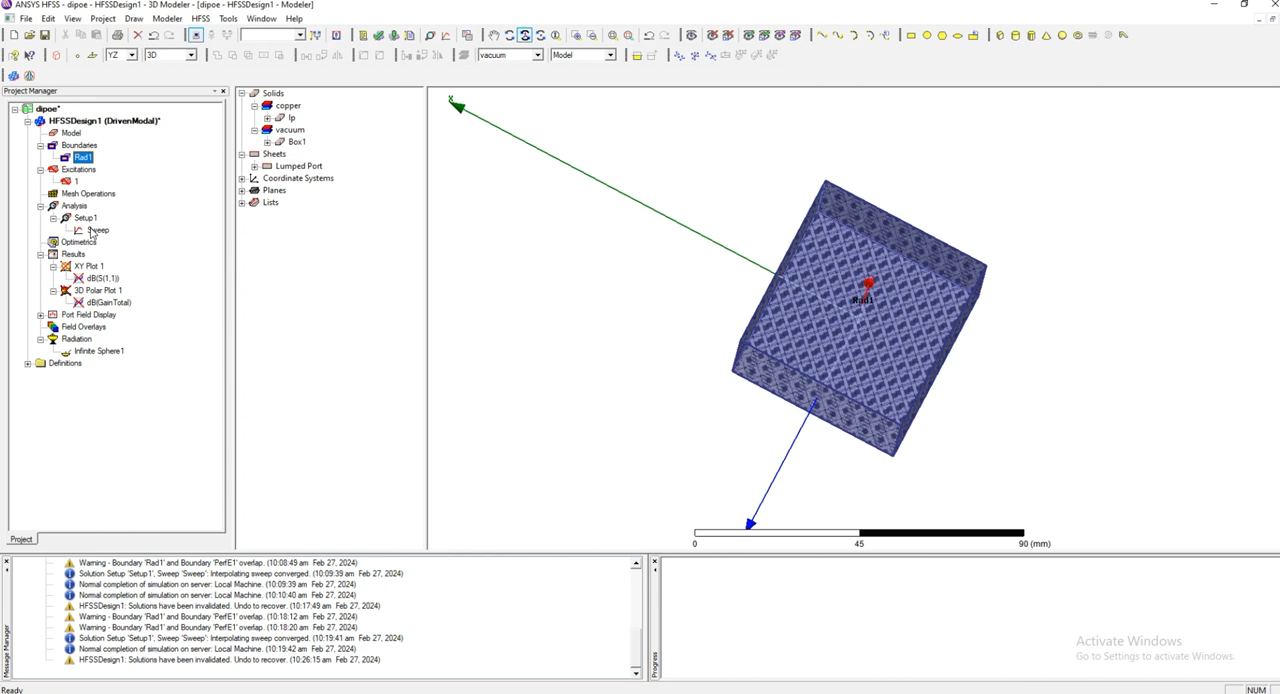 ANSYS HFSS - dipoe - HFSSDesign1 - 3D Modeler - [dipoe - HFSSDesign1 - Modeler]
File Edit View Project Draw Modeler HFSS Tools Window Help
YZ 3D vacuum Model
Project Manager
dipoe*
HFSSDesign1 (DrivenModal)*
Model
Boundaries
Rad1
Excitations
1
Mesh Operations
Analysis
Setup1
Sweep
Optimetrics
Results
XY Plot 1
dB(S(1,1))
3D Polar Plot 1
dB(GainTotal)
Port Field Display
Field Overlays
Radiation
Infinite Sphere1
Definitions
Project
Solids
copper
lp
vacuum
Box1
Sheets
Lumped Port
Coordinate Systems
Planes
Lists
Rad1
0 45 90 (mm)
Message Manager
Warning - Boundary 'Rad1' and Boundary 'PerfE1' overlap. (10:08:49 am Feb 27, 2024)
Solution Setup 'Setup1', Sweep 'Sweep': Interpolating sweep converged. (10:09:39 am Feb 27, 2024)
Normal completion of simulation on server: Local Machine. (10:09:39 am Feb 27, 2024)
Normal completion of simulation on server: Local Machine. (10:10:40 am Feb 27, 2024)
HFSSDesign1: Solutions have been invalidated. Undo to recover. (10:17:49 am Feb 27, 2024)
Warning - Boundary 'Rad1' and Boundary 'PerfE1' overlap. (10:18:12 am Feb 27, 2024)
Warning - Boundary 'Rad1' and Boundary 'PerfE1' overlap. (10:18:20 am Feb 27, 2024)
Solution Setup 'Setup1', Sweep 'Sweep': Interpolating sweep converged. (10:19:41 am Feb 27, 2024)
Normal completion of simulation on server: Local Machine. (10:19:42 am Feb 27, 2024)
HFSSDesign1: Solutions have been invalidated. Undo to recover. (10:26:15 am Feb 27, 2024)
Progress
Activate Windows
Go to Settings to activate Windows.
Ready
NUM